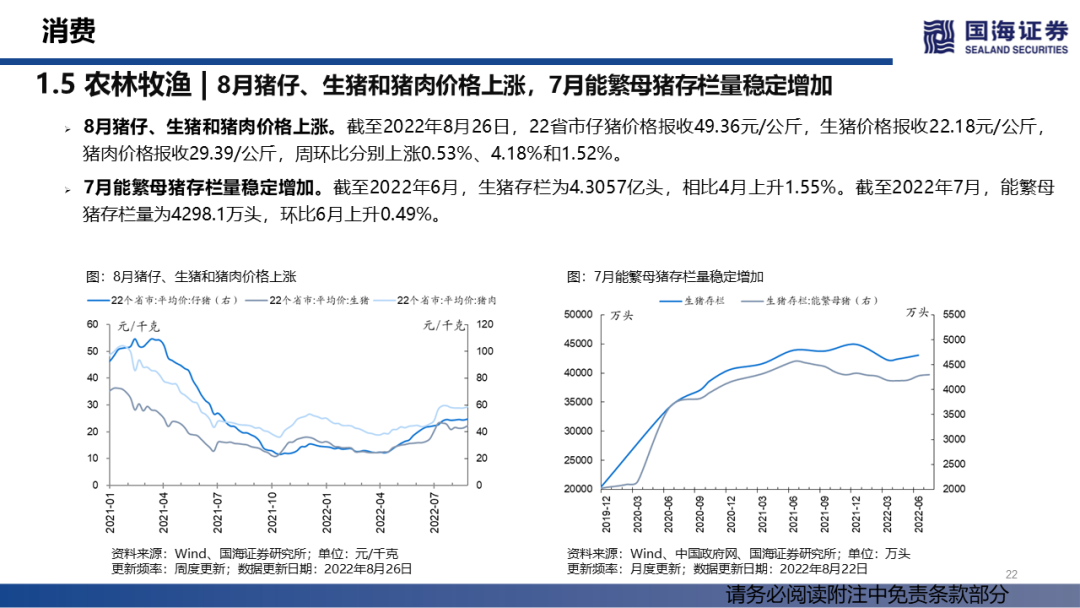 消费
国海证券
SEALAND SECURITIES
1.5 农林牧渔 | 8月猪仔、生猪和猪肉价格上涨，7月能繁母猪存栏量稳定增加
8月猪仔、生猪和猪肉价格上涨。截至2022年8月26日，22省市仔猪价格报收49.36元/公斤，生猪价格报收22.18元/公斤，
猪肉价格报收29.39/公斤，周环比分别上涨0.53%、4.18%和1.52%。
7月能繁母猪存栏量稳定增加。截至2022年6月，生猪存栏为4.3057亿头，相比4月上升1.55%。截至2022年7月，能繁母
猪存栏量为4298.1万头，环比6月上升0.49%。
图：8月猪仔、生猪和猪肉价格上涨
22个省市:平均价:仔猪（右） 22个省市:平均价:生猪 22个省市:平均价:猪肉
元/千克 元/千克
60 120
50 100
40 80
30 60
20 40
10 20
0 0
2021-01 2021-04 2021-07 2021-10 2022-01 2022-04 2022-07
资料来源：Wind、国海证券研究所；单位：元/千克
更新频率：周度更新；数据更新日期：2022年8月26日
图：7月能繁母猪存栏量稳定增加
生猪存栏 生猪存栏:能繁母猪（右）
万头 万头
50000 5500
45000 5000
40000 4500
35000 4000
30000 3500
25000 3000
20000 2500
2000
2019-12 2020-03 2020-06 2020-09 2020-12 2021-03 2021-06 2021-09 2021-12 2022-03 2022-06
资料来源：Wind、中国政府网、国海证券研究所；单位：万头
更新频率：月度更新；数据更新日期：2022年8月22日
22
请务必阅读附注中免责条款部分